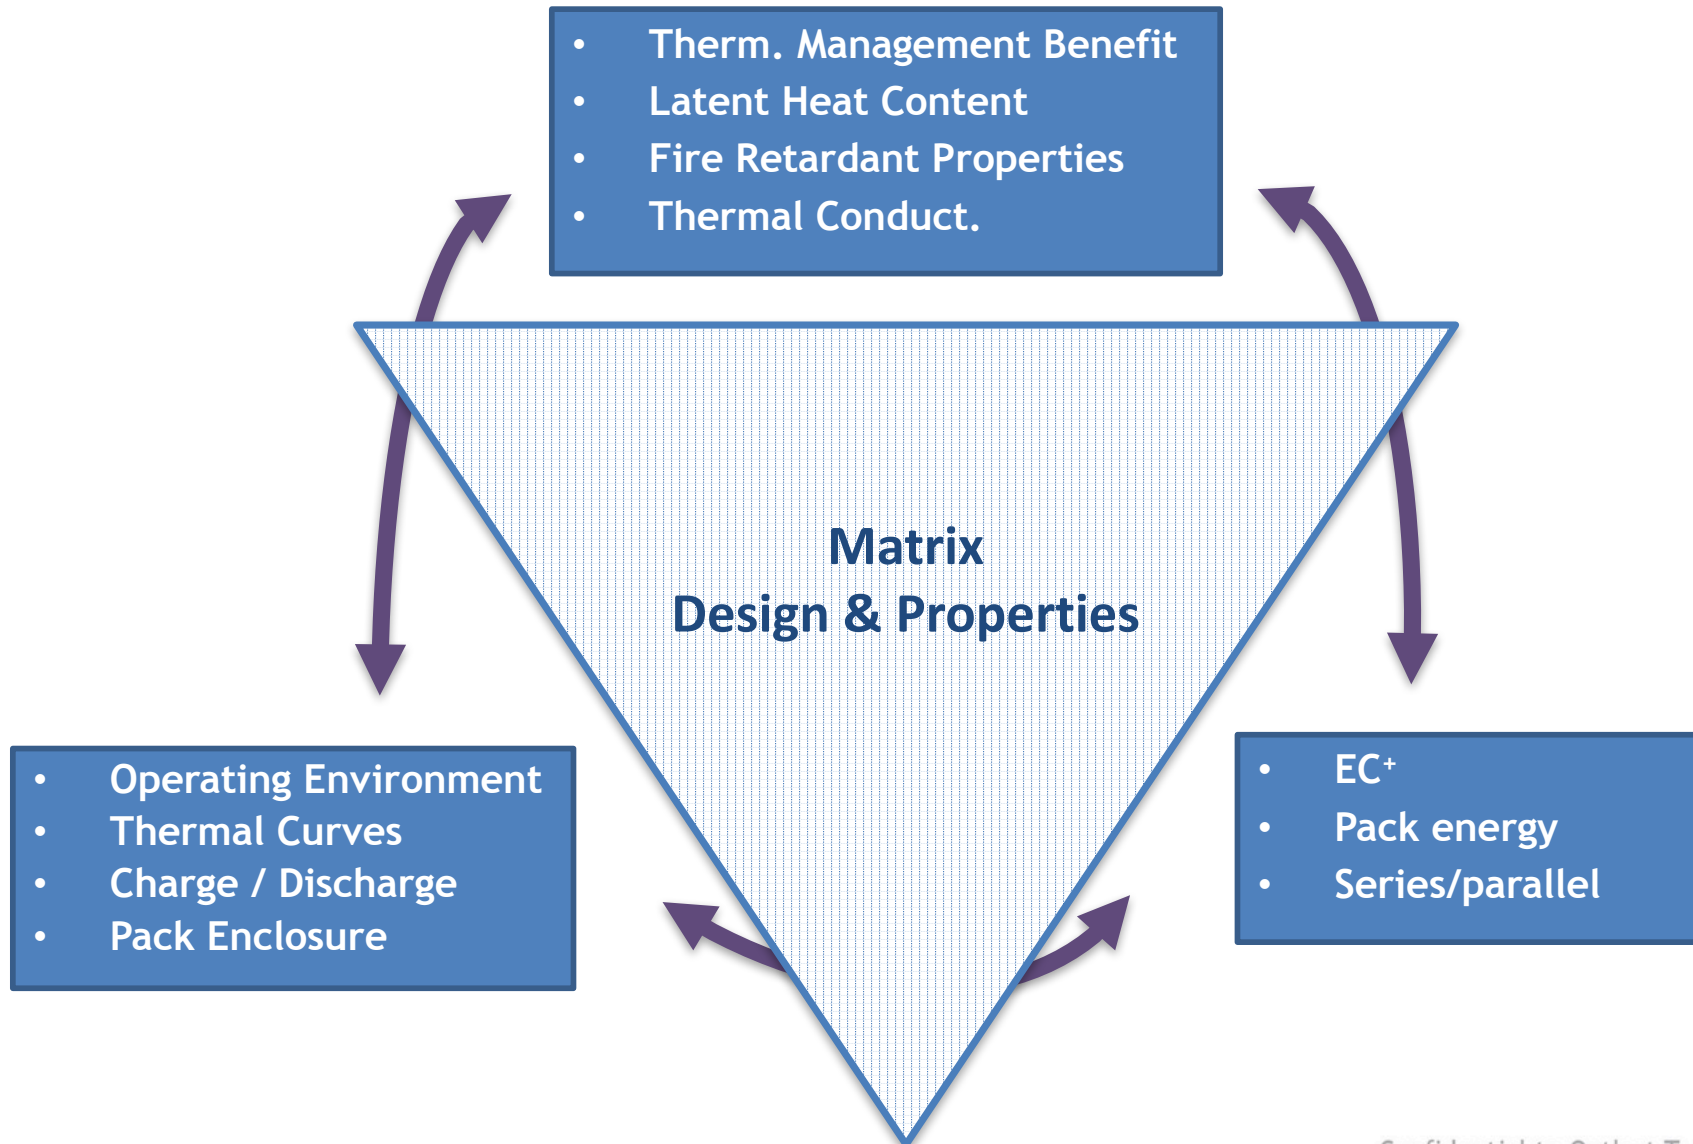 • Therm. Management Benefit
• Latent Heat Content
• Fire Retardant Properties
• Thermal Conduct.
Matrix
Design & Properties
• Operating Environment
• Thermal Curves
• Charge / Discharge
• Pack Enclosure
• EC⁺
• Pack energy
• Series/parallel